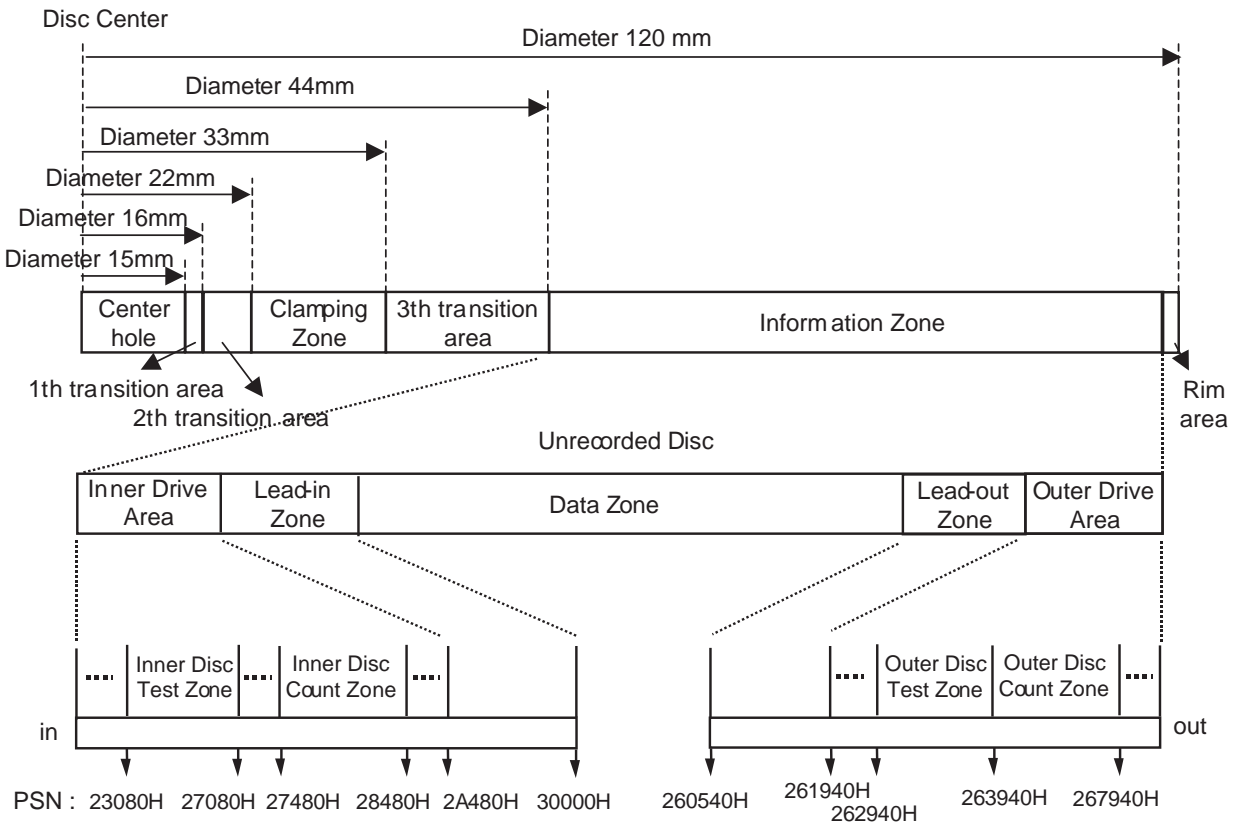 Disc Center
Diameter 120 mm
Diameter 44mm
Diameter 33mm
Diameter 22mm
Diameter 16mm
Diameter 15mm
Center
hole
Clamping
Zone
3th transition
area
Information Zone
1th transition area
2th transition area
Rim
area
Unrecorded Disc
Inner Drive
Area
Lead-in
Zone
Data Zone
Lead-out
Zone
Outer Drive
Area
Inner Disc
Test Zone
Inner Disc
Count Zone
Outer Disc
Test Zone
Outer Disc
Count Zone
in
out
PSN : 23080H 27080H 27480H 28480H 2A480H 30000H 260540H 261940H 262940H 263940H 267940H